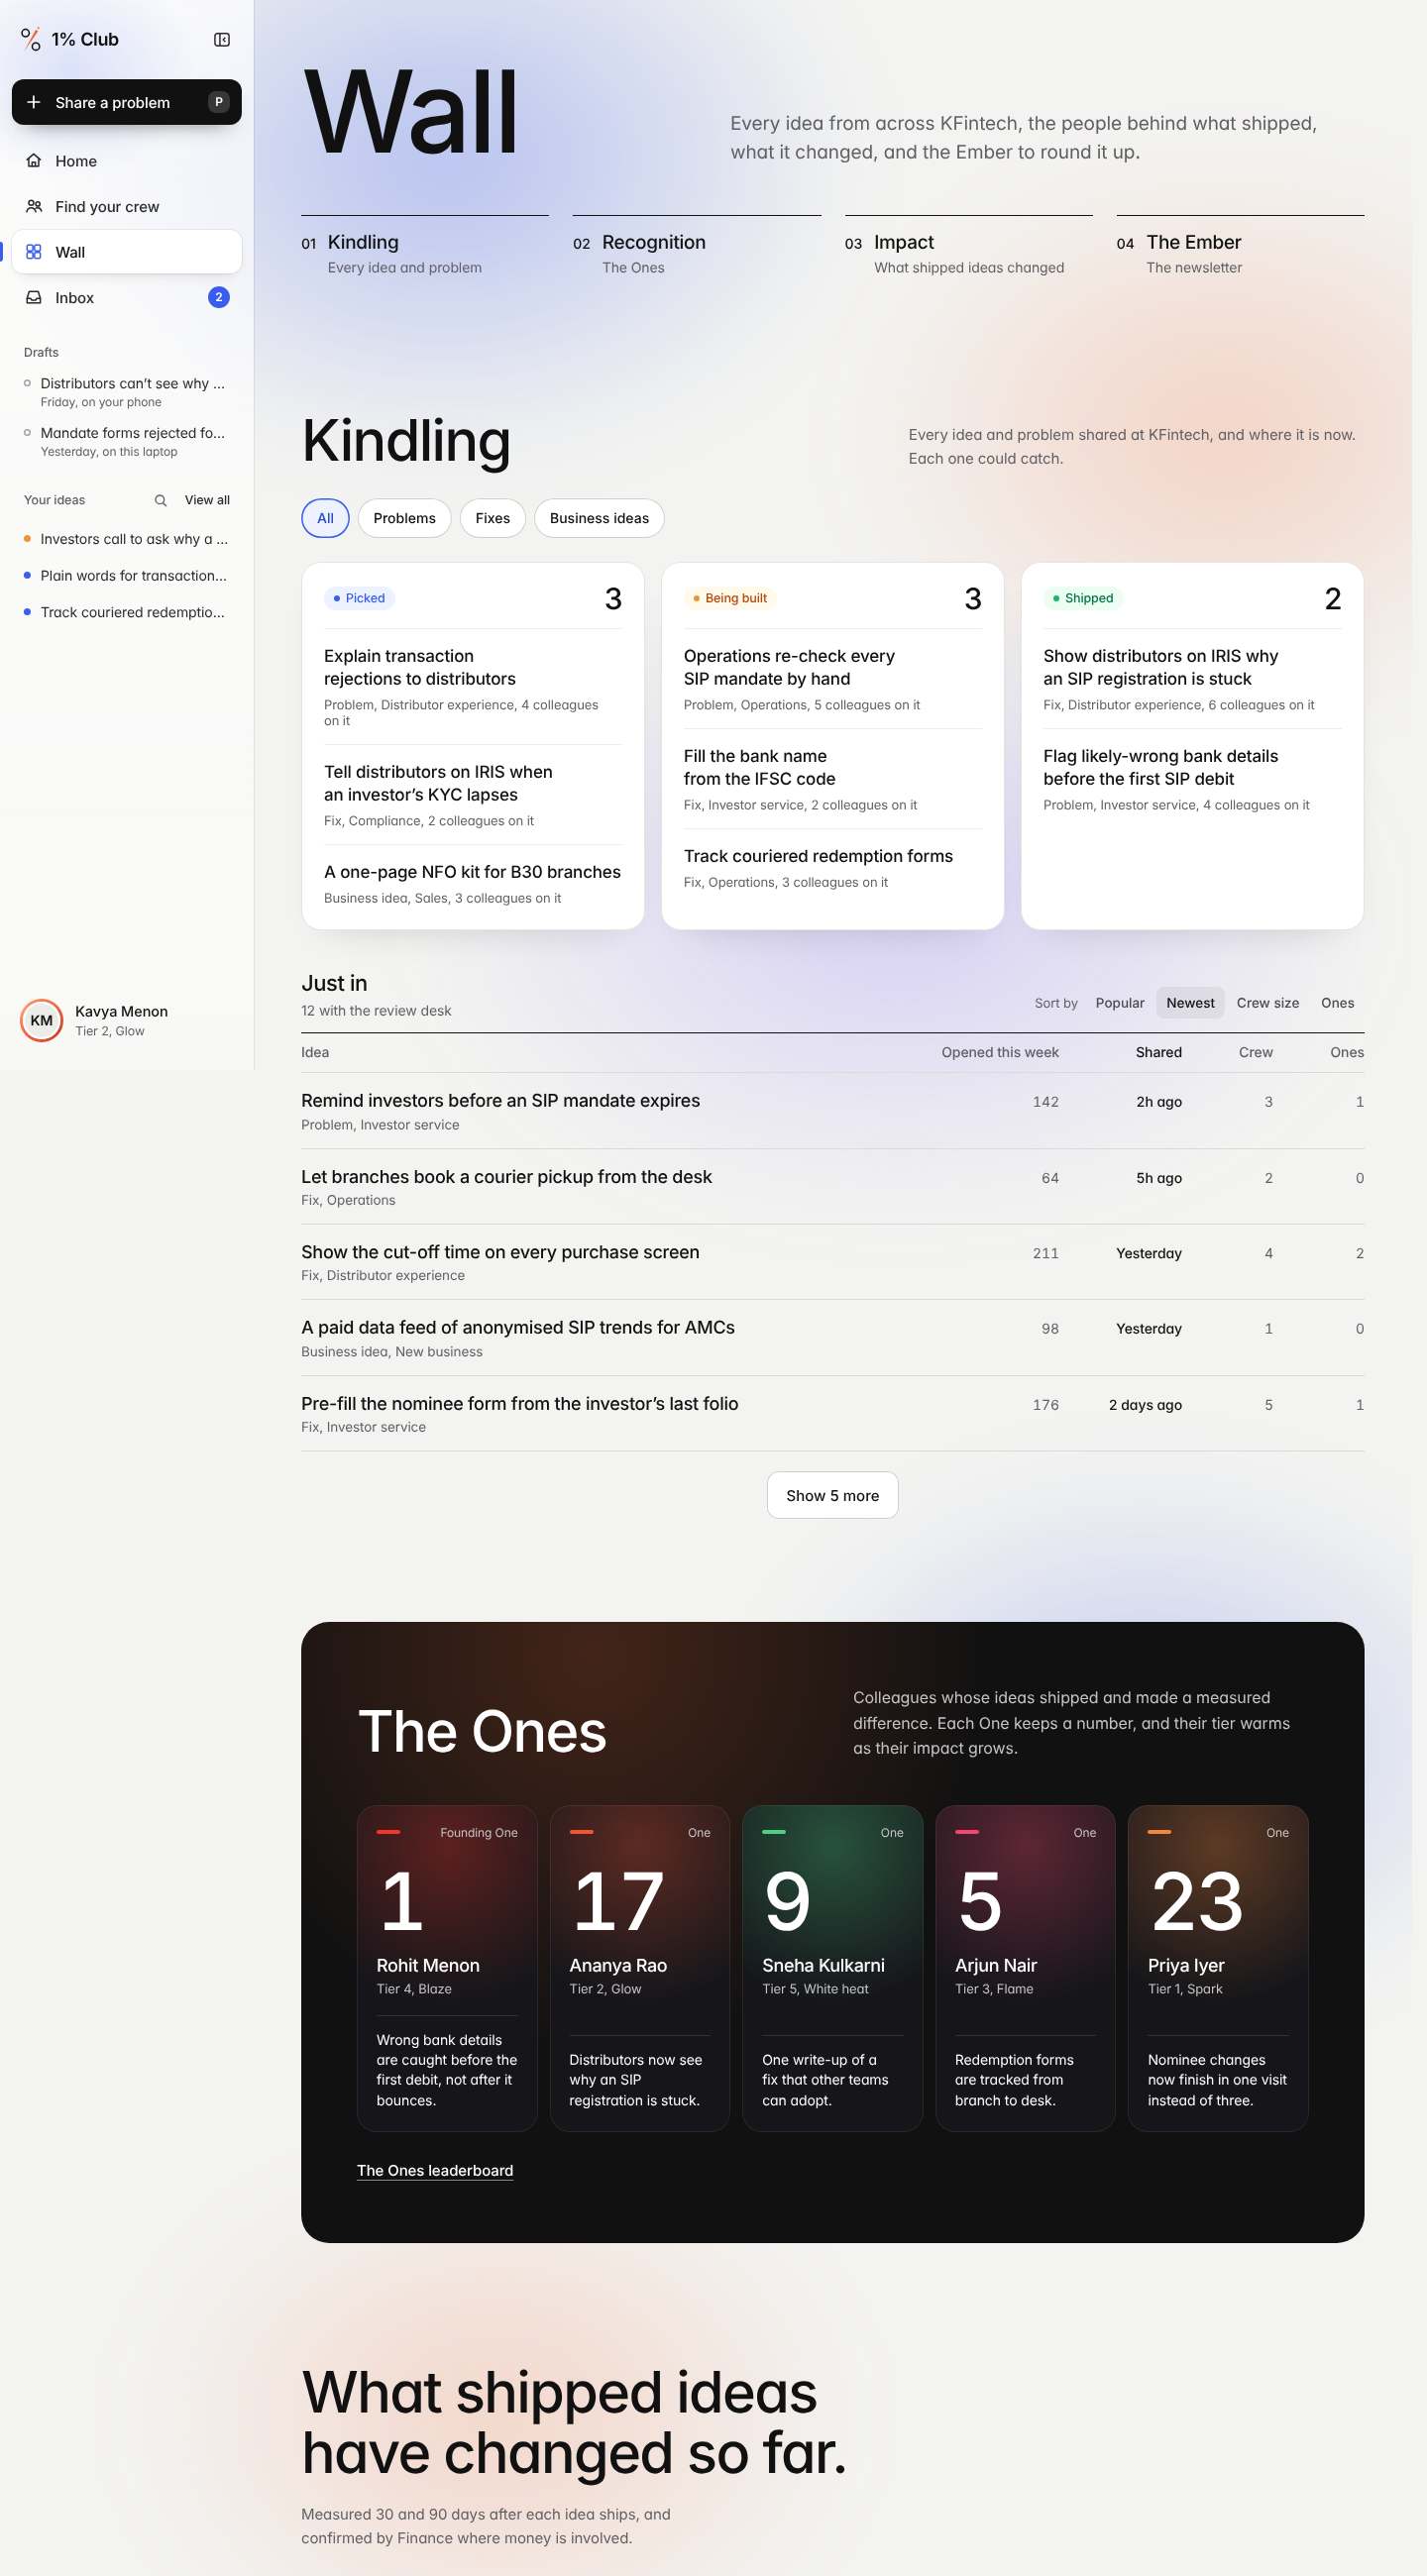 1% Club
Share a problem P
Home
Find your crew
Wall
Inbox 2
Drafts
Distributors can’t see why ...
Friday, on your phone
Mandate forms rejected fo...
Yesterday, on this laptop
Your ideas View all
Investors call to ask why a ...
Plain words for transaction...
Track couriered redemptio...
KM
Kavya Menon
Tier 2, Glow
Wall
Every idea from across KFintech, the people behind what shipped,
what it changed, and the Ember to round it up.
01 Kindling
Every idea and problem
02 Recognition
The Ones
03 Impact
What shipped ideas changed
04 The Ember
The newsletter
Kindling
Every idea and problem shared at KFintech, and where it is now.
Each one could catch.
All Problems Fixes Business ideas
Picked 3
Explain transaction
rejections to distributors
Problem, Distributor experience, 4 colleagues
on it
Tell distributors on IRIS when
an investor’s KYC lapses
Fix, Compliance, 2 colleagues on it
A one-page NFO kit for B30 branches
Business idea, Sales, 3 colleagues on it
Being built 3
Operations re-check every
SIP mandate by hand
Problem, Operations, 5 colleagues on it
Fill the bank name
from the IFSC code
Fix, Investor service, 2 colleagues on it
Track couriered redemption forms
Fix, Operations, 3 colleagues on it
Shipped 2
Show distributors on IRIS why
an SIP registration is stuck
Fix, Distributor experience, 6 colleagues on it
Flag likely-wrong bank details
before the first SIP debit
Problem, Investor service, 4 colleagues on it
Just in
12 with the review desk
Sort by Popular Newest Crew size Ones
Idea Opened this week Shared Crew Ones
Remind investors before an SIP mandate expires 142 2h ago 3 1
Problem, Investor service
Let branches book a courier pickup from the desk 64 5h ago 2 0
Fix, Operations
Show the cut-off time on every purchase screen 211 Yesterday 4 2
Fix, Distributor experience
A paid data feed of anonymised SIP trends for AMCs 98 Yesterday 1 0
Business idea, New business
Pre-fill the nominee form from the investor’s last folio 176 2 days ago 5 1
Fix, Investor service
Show 5 more
The Ones
Colleagues whose ideas shipped and made a measured
difference. Each One keeps a number, and their tier warms
as their impact grows.
Founding One
1
Rohit Menon
Tier 4, Blaze
Wrong bank details
are caught before the
first debit, not after it
bounces.
One
17
Ananya Rao
Tier 2, Glow
Distributors now see
why an SIP
registration is stuck.
One
9
Sneha Kulkarni
Tier 5, White heat
One write-up of a
fix that other teams
can adopt.
One
5
Arjun Nair
Tier 3, Flame
Redemption forms
are tracked from
branch to desk.
One
23
Priya Iyer
Tier 1, Spark
Nominee changes
now finish in one visit
instead of three.
The Ones leaderboard
What shipped ideas
have changed so far.
Measured 30 and 90 days after each idea ships, and
confirmed by Finance where money is involved.